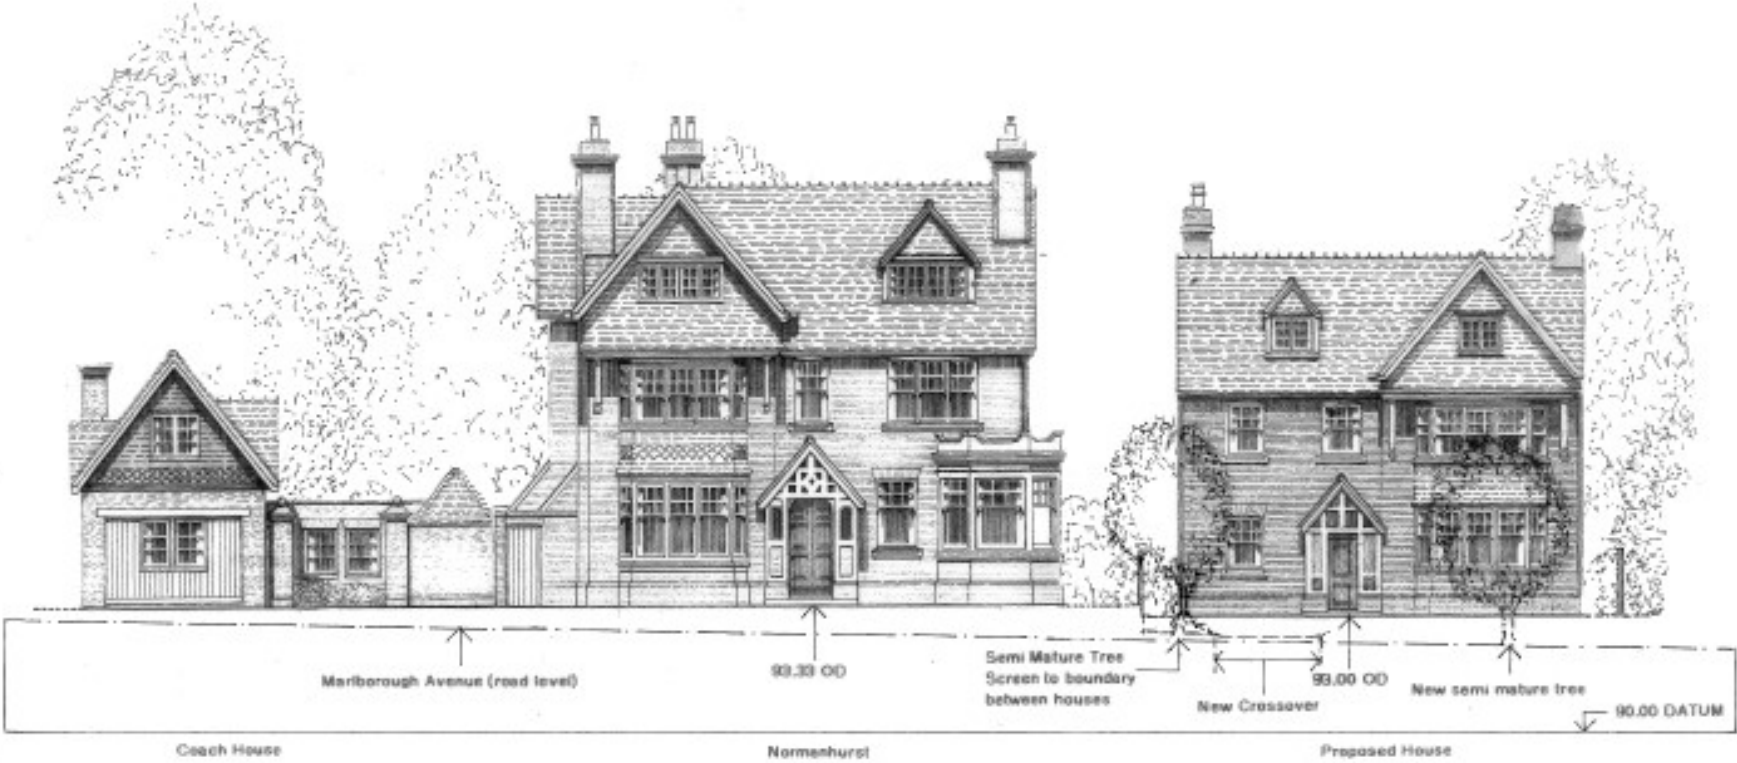 Marlborough Avenue (road level)
93.33 OD
Semi Mature Tree
Screen to boundary
between houses
New Crossover
93.00 OD
New semi mature tree
90.00 DATUM
Coach House
Normenhurst
Proposed House